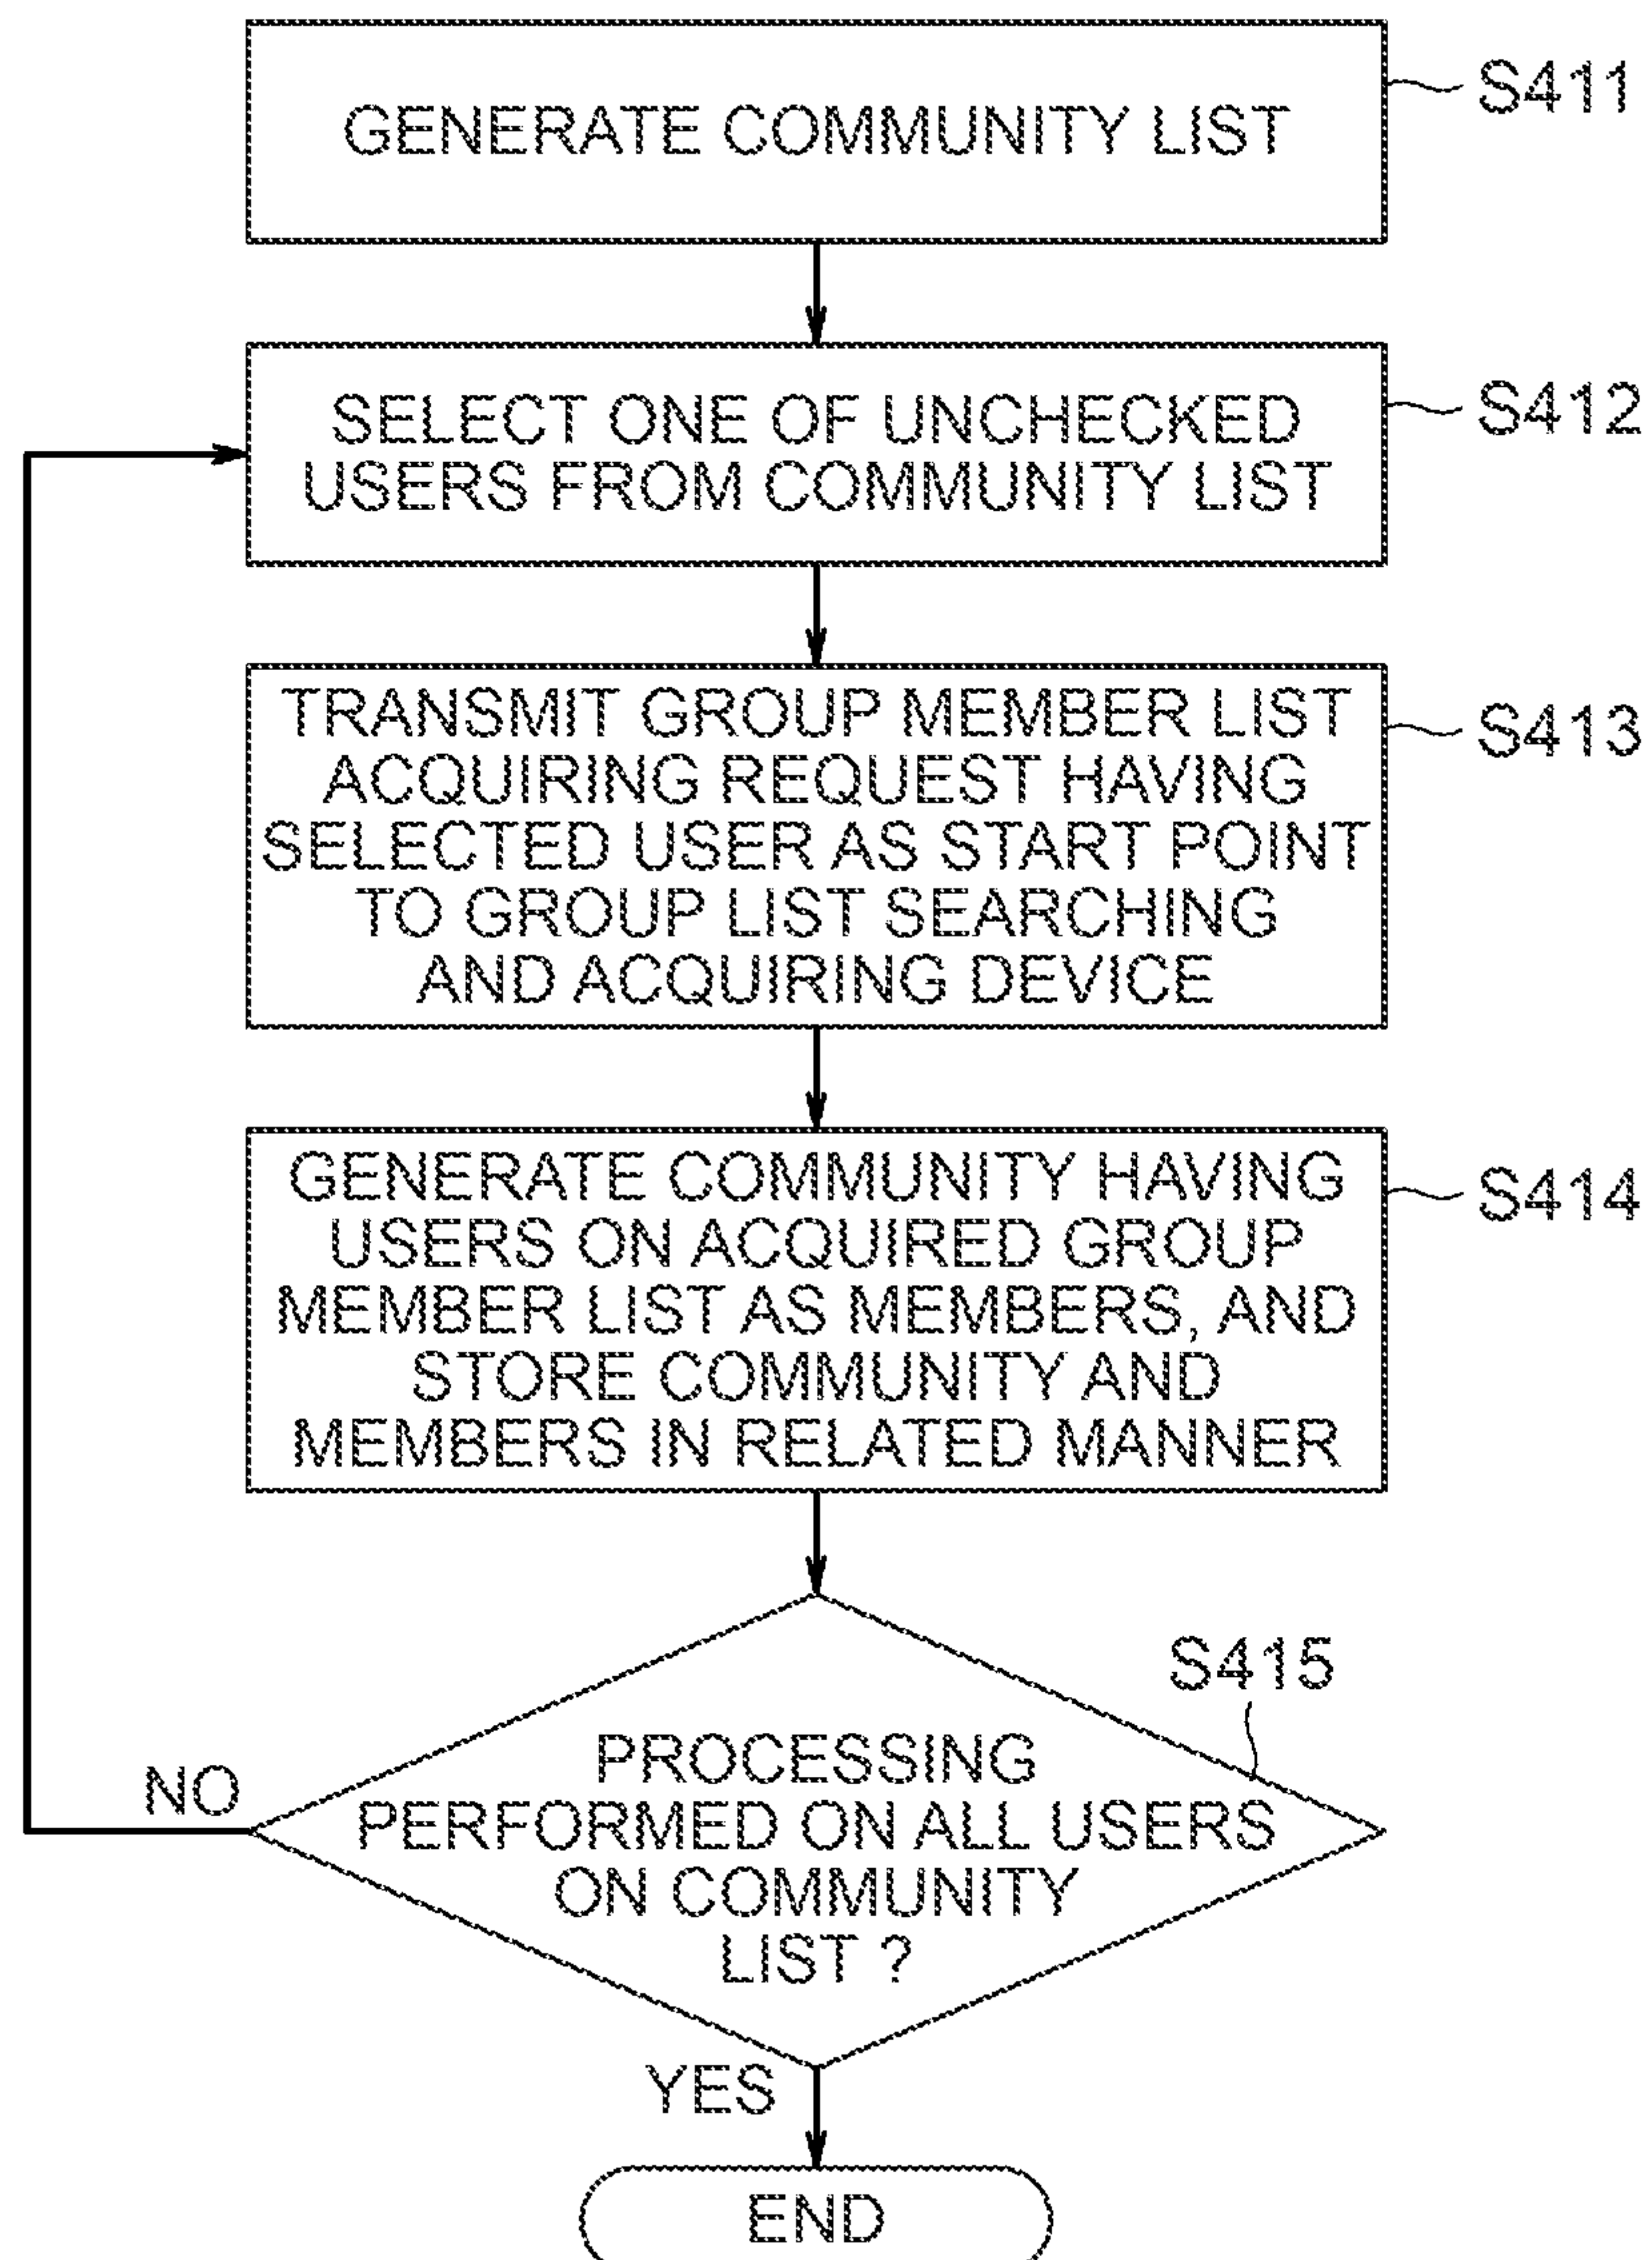 GENERATE COMMUNITY LIST
S411
SELECT ONE OF UNCHECKED
USERS FROM COMMUNITY LIST
S412
TRANSMIT GROUP MEMBER LIST
ACQUIRING REQUEST HAVING
SELECTED USER AS START POINT
TO GROUP LIST SEARCHING
AND ACQUIRING DEVICE
S413
GENERATE COMMUNITY HAVING
USERS ON ACQUIRED GROUP
MEMBER LIST AS MEMBERS, AND
STORE COMMUNITY AND
MEMBERS IN RELATED MANNER
S414
S415
PROCESSING
PERFORMED ON ALL USERS
ON COMMUNITY
LIST ?
NO
YES
END